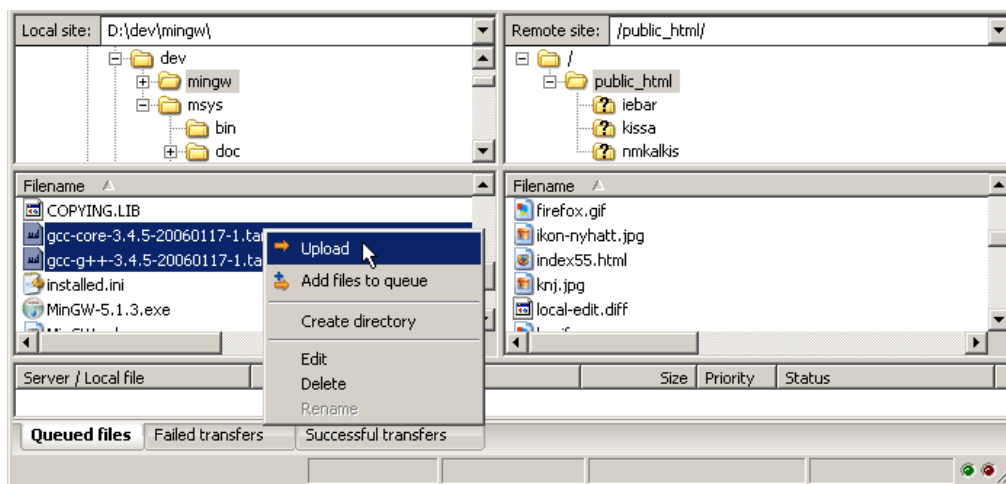 Local site: D:\dev\mingw\
dev
mingw
msys
bin
doc
Remote site: /public_html/
/
public_html
iebar
kissa
nmkalkis
Filename
COPYING.LIB
gcc-core-3.4.5-20060117-1.tar
gcc-g++-3.4.5-20060117-1.ta
installed.ini
MinGW-5.1.3.exe
Upload
Add files to queue
Create directory
Edit
Delete
Rename
Filename
firefox.gif
ikon-nyhatt.jpg
index55.html
knj.jpg
local-edit.diff
Server / Local file
Size Priority Status
Queued files Failed transfers Successful transfers